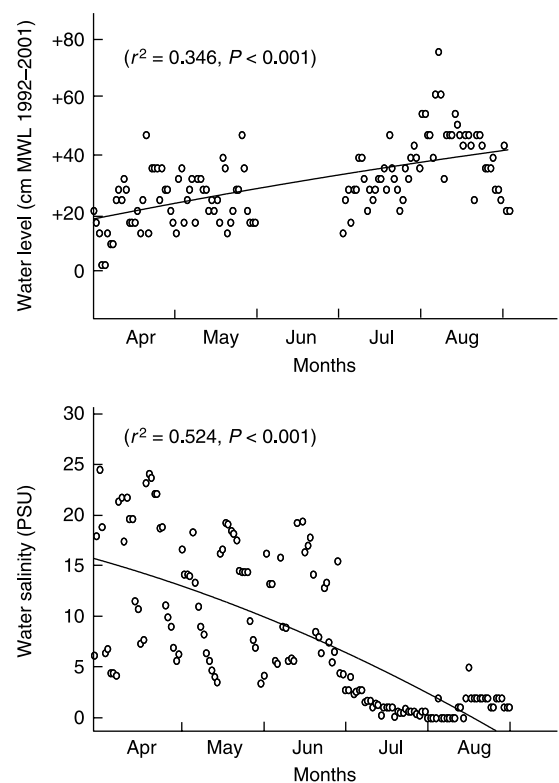 +80
(r² = 0.346, P < 0.001)
+60
+40
+20
0
Water level (cm MWL 1992–2001)
Apr May Jun Jul Aug
Months
30
(r² = 0.524, P < 0.001)
25
20
15
10
5
0
Water salinity (PSU)
Apr May Jun Jul Aug
Months